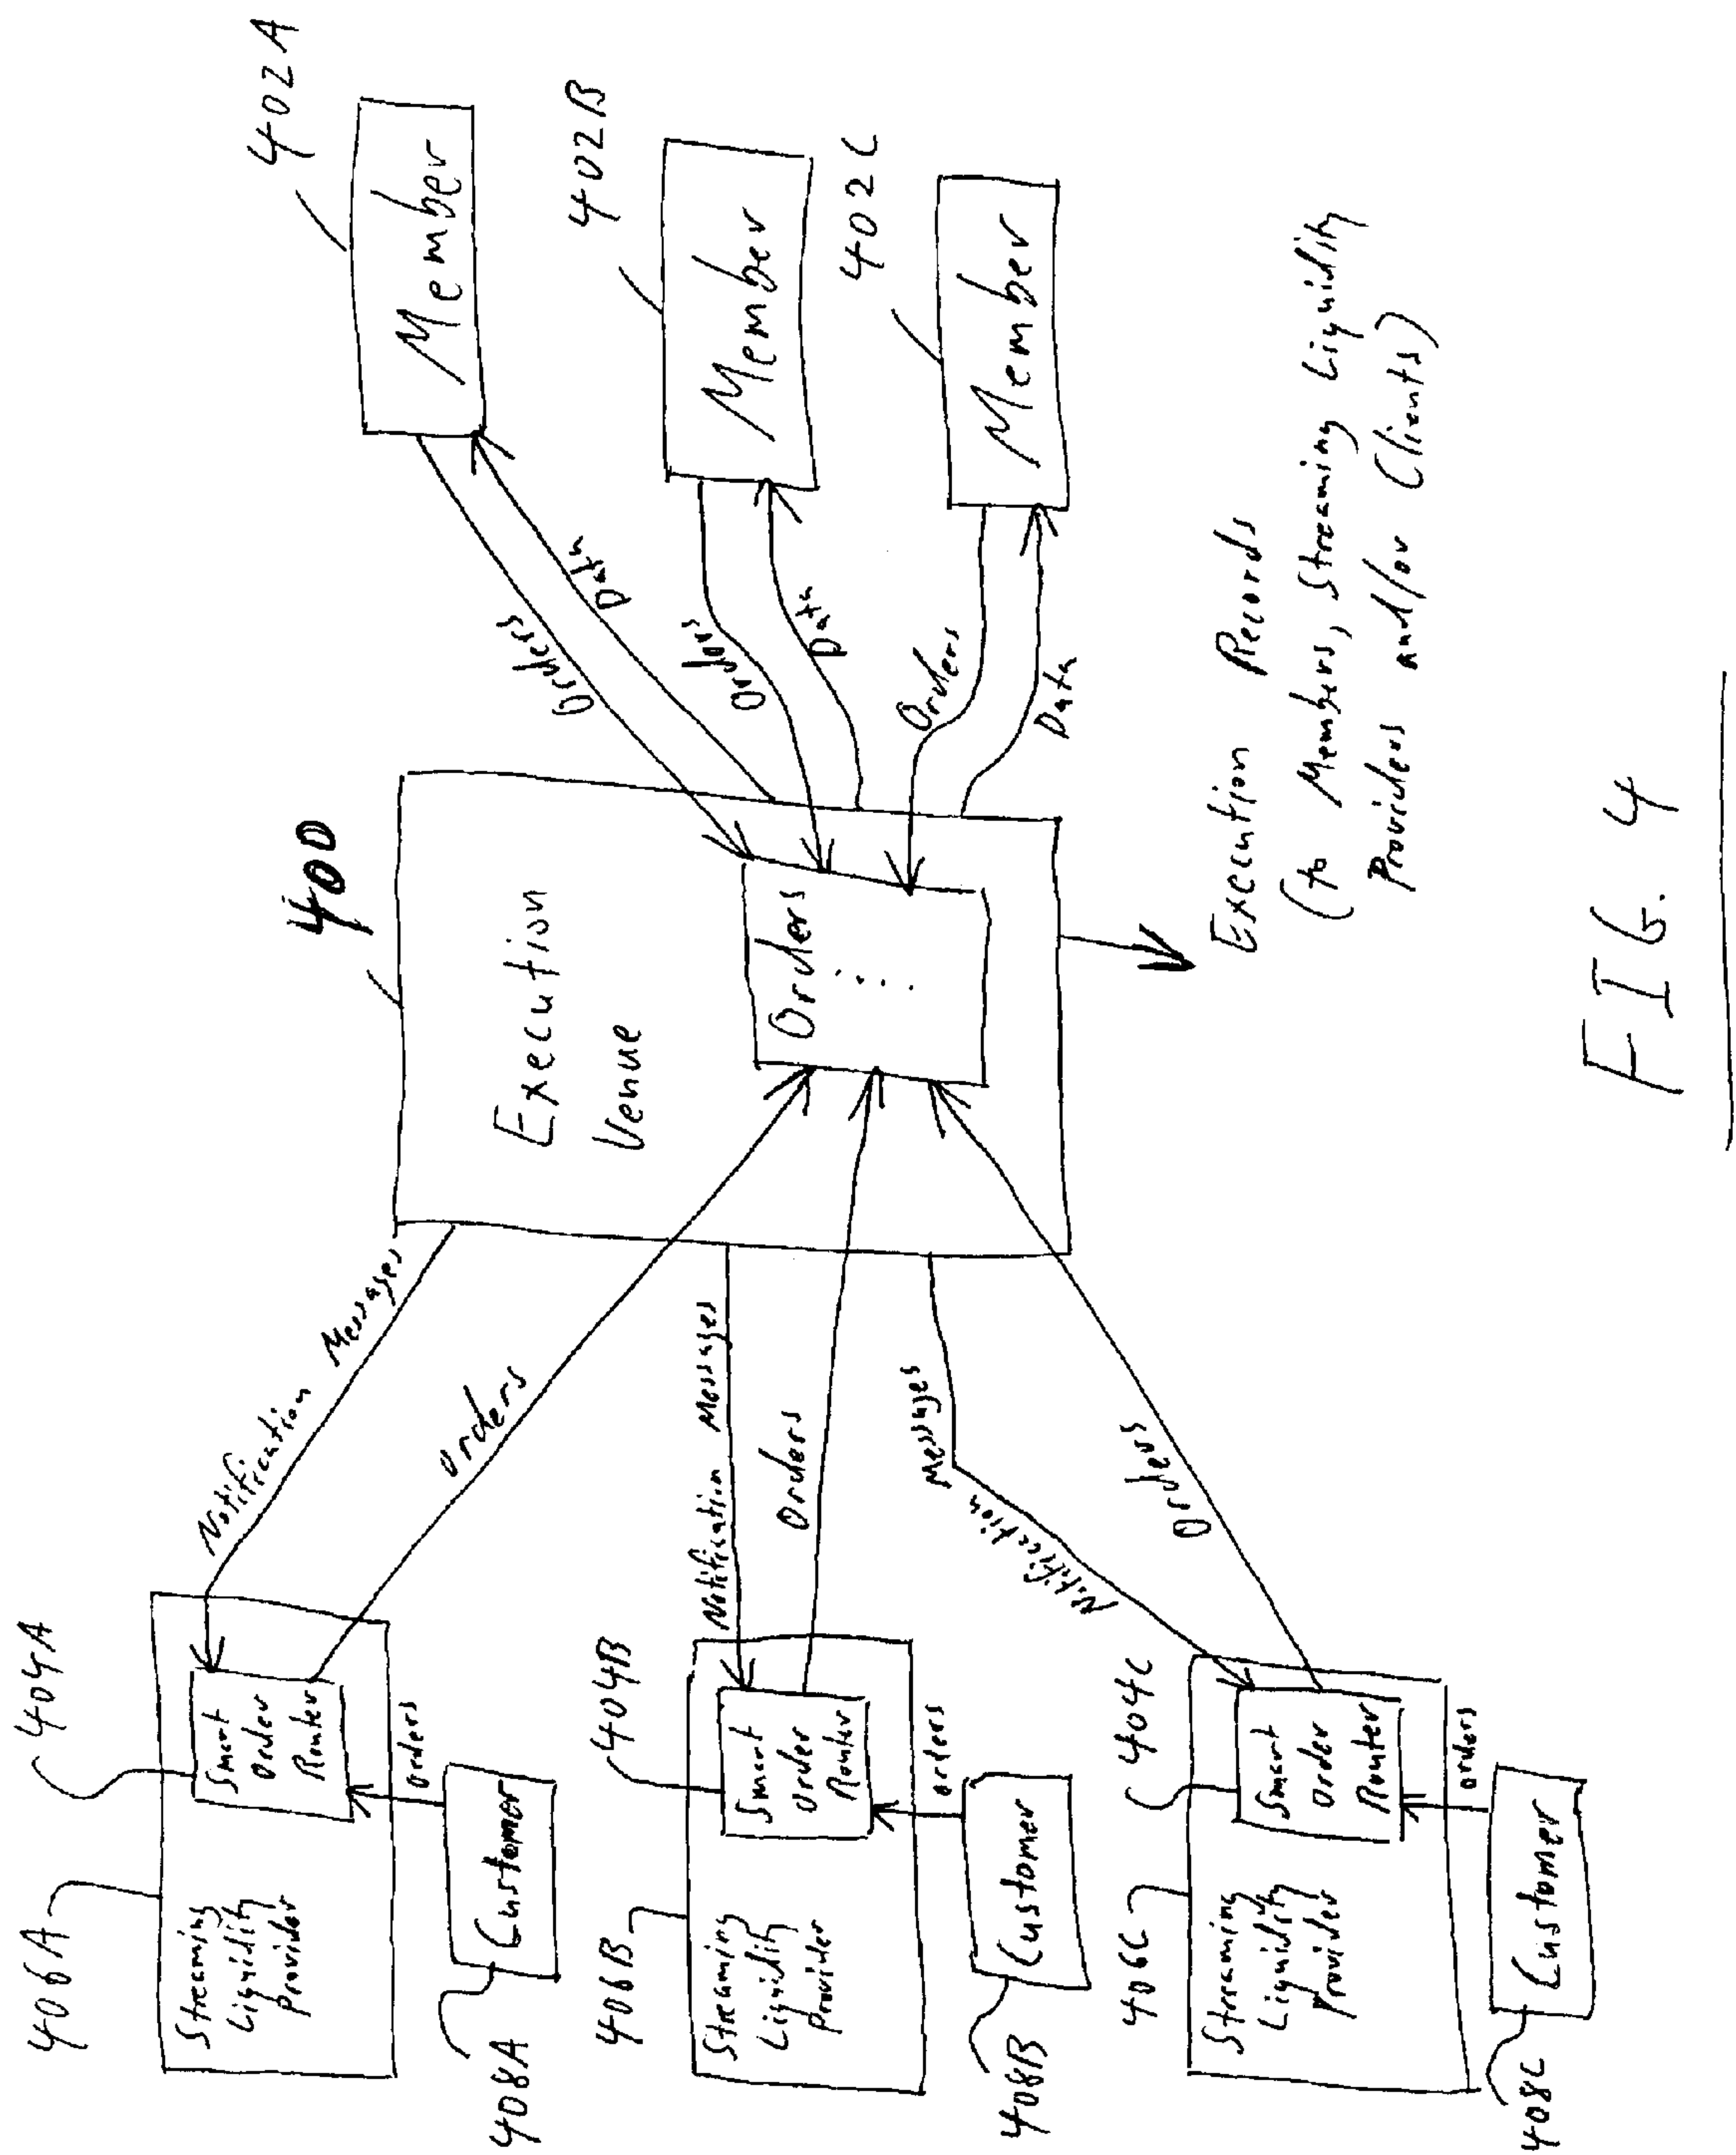 406A
404A
Streaming
Liquidity
Provider
Smart
Order
Router
orders
Customer
408A
Notification Messages
orders
406B
404B
Streaming
Liquidity
Provider
Smart
Order
Router
orders
Customer
408B
Notification Messages
Orders
406C
404C
Streaming
Liquidity
Provider
Smart
Order
Router
orders
Customer
408C
Notification Messages
Orders
400
Execution
Venue
Orders
Orders
Data
402A
Member
Orders
Data
402B
Member
Orders
Data
402C
Member
Execution Records
(to Members, Streaming Liquidity
Providers and/or Clients)
FIG. 4